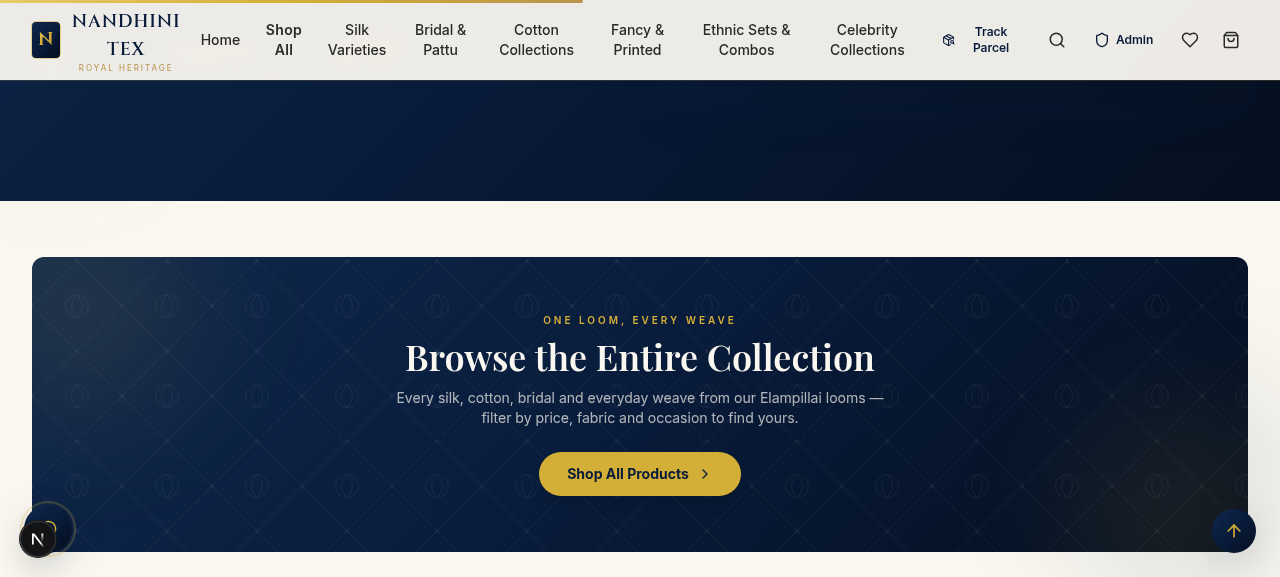 N
NANDHINI
TEX
ROYAL HERITAGE
Home
Shop
All
Silk
Varieties
Bridal &
Pattu
Cotton
Collections
Fancy &
Printed
Ethnic Sets &
Combos
Celebrity
Collections
Track
Parcel
Admin
ONE LOOM, EVERY WEAVE
Browse the Entire Collection
Every silk, cotton, bridal and everyday weave from our Elampillai looms —
filter by price, fabric and occasion to find yours.
Shop All Products
N